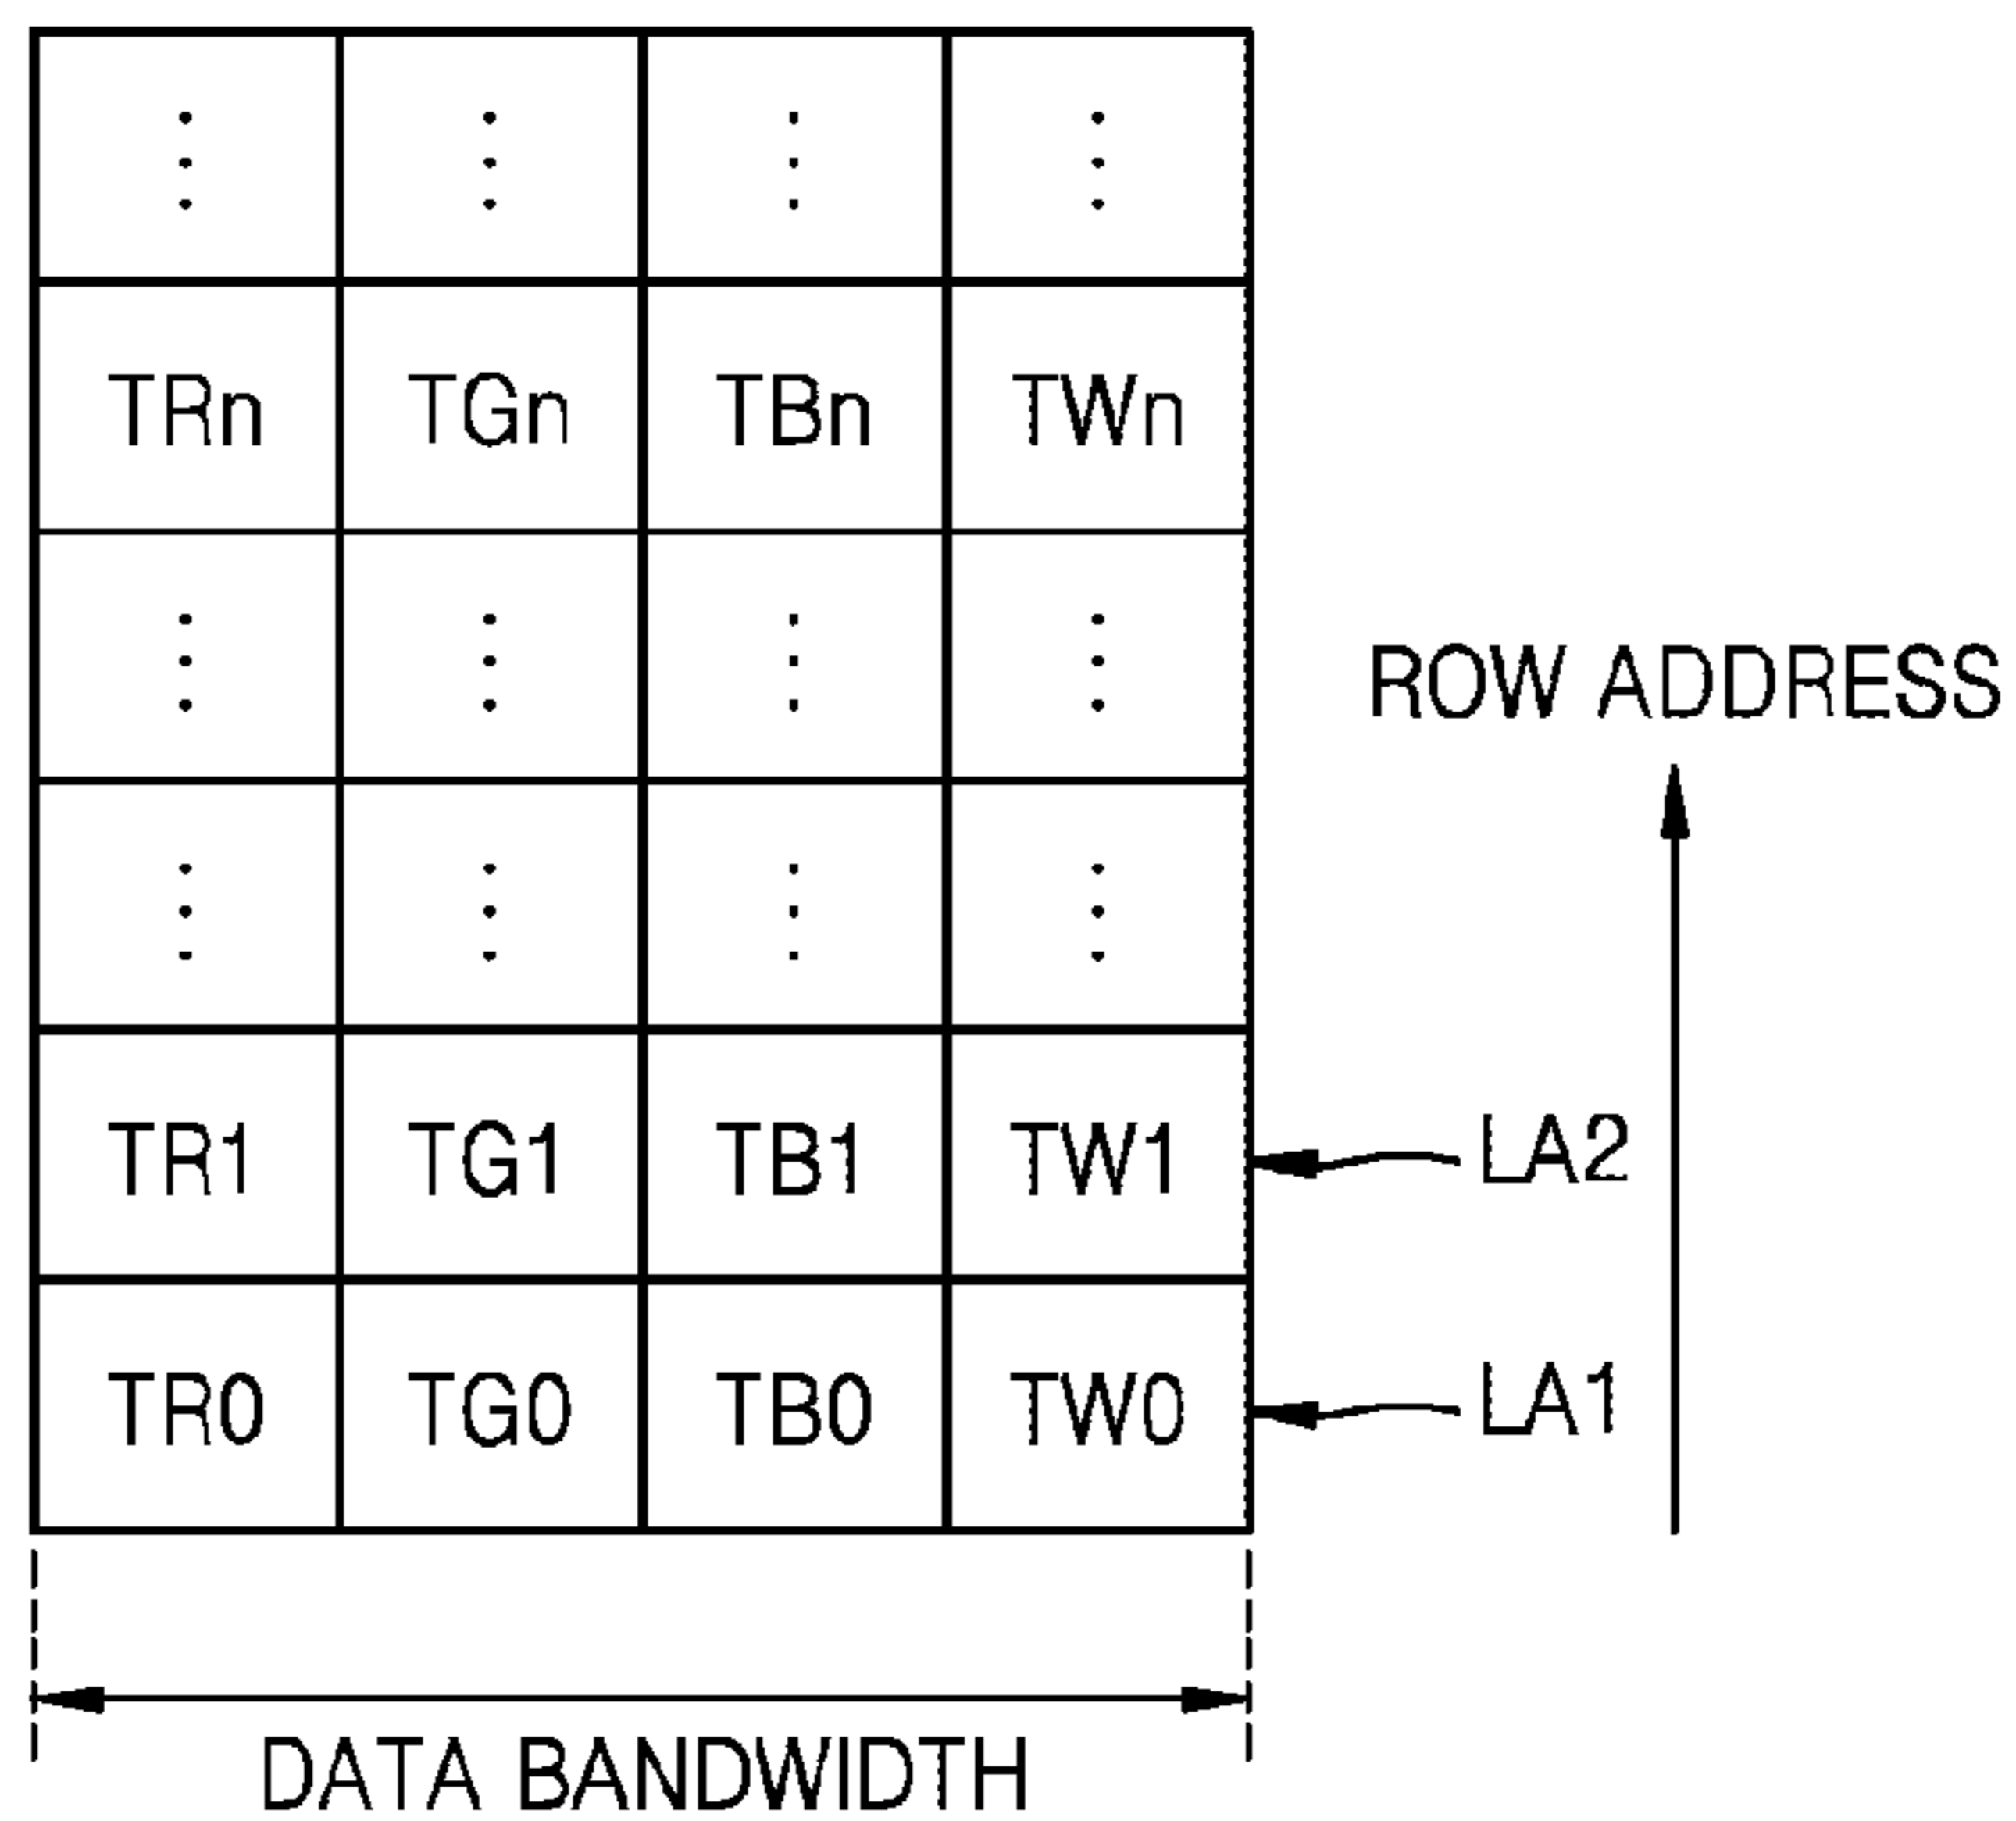 TRn TGn TBn TWn
ROW ADDRESS
TR1 TG1 TB1 TW1 LA2
TR0 TG0 TB0 TW0 LA1
DATA BANDWIDTH